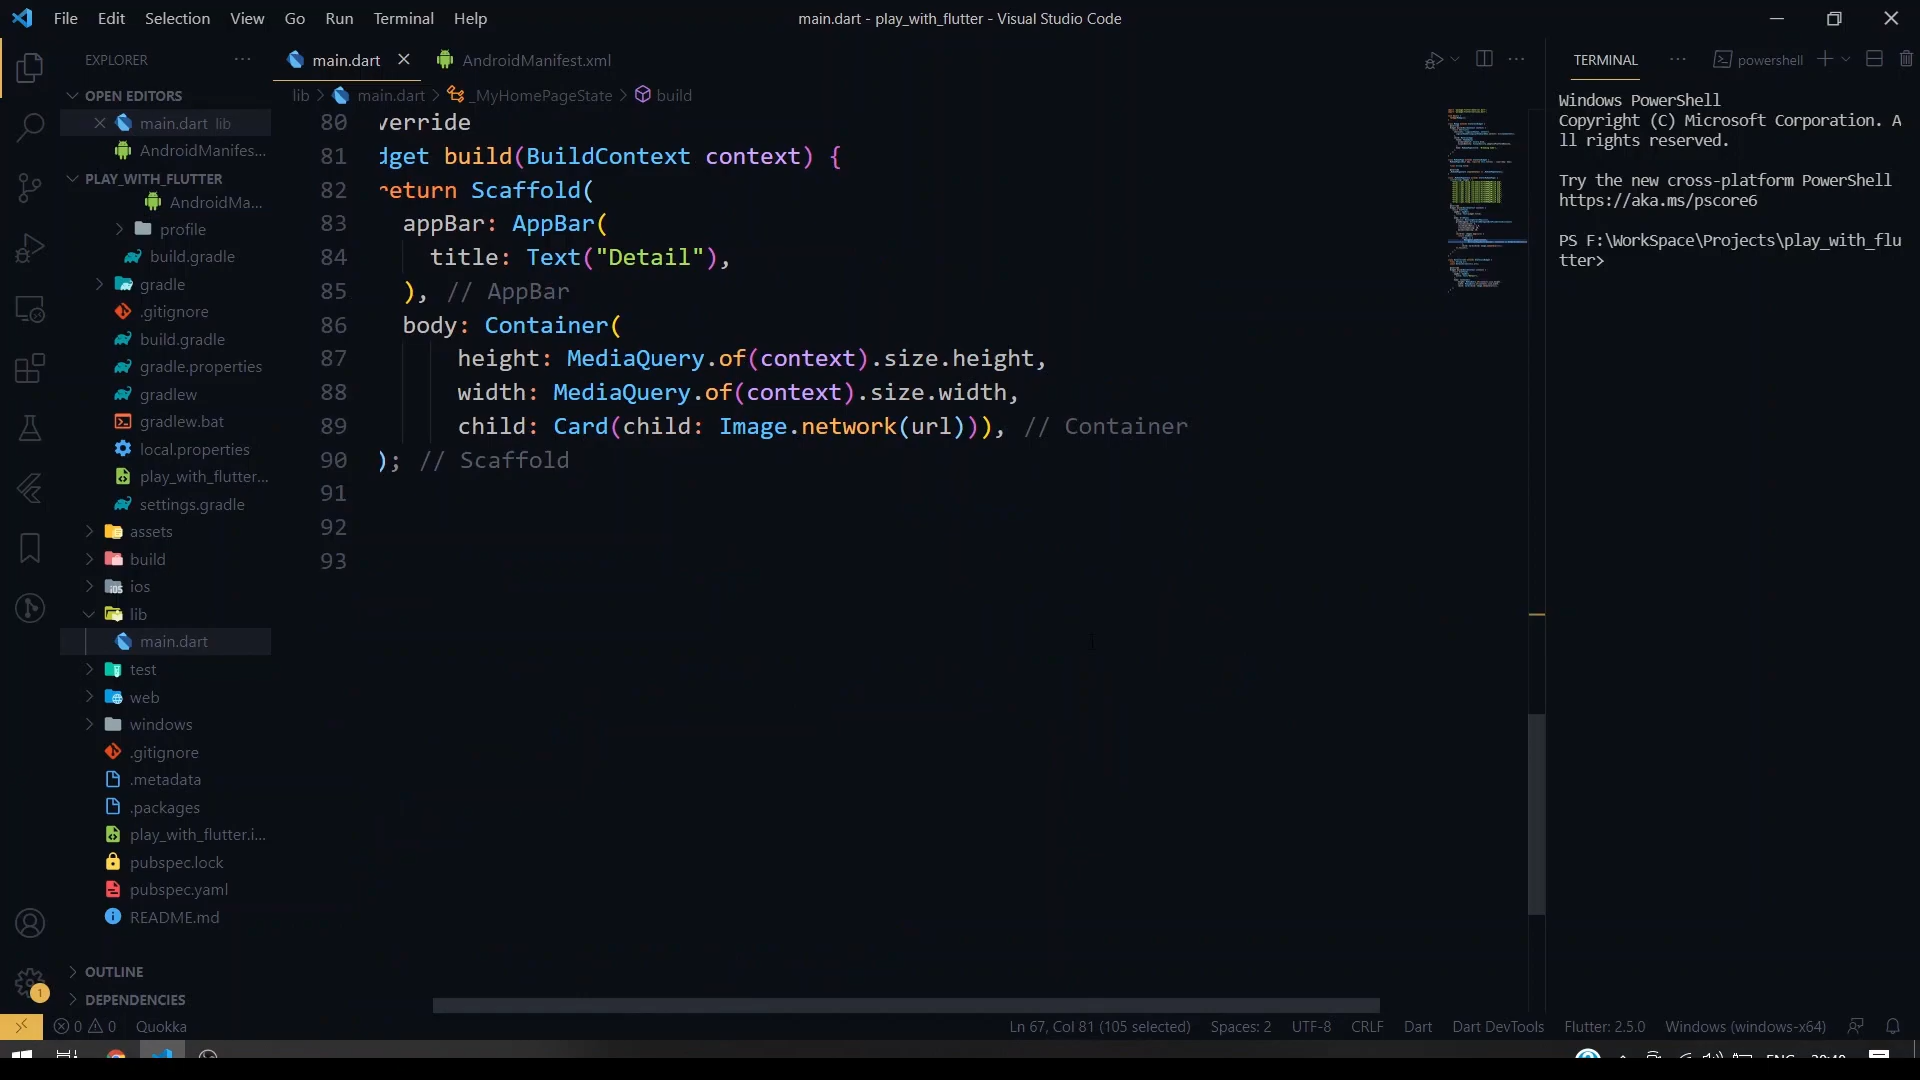 File Edit Selection View Go Run Terminal Help
main.dart - play_with_flutter - Visual Studio Code
EXPLORER
OPEN EDITORS
main.dart lib
AndroidManifes...
PLAY_WITH_FLUTTER
AndroidMa...
profile
build.gradle
gradle
.gitignore
build.gradle
gradle.properties
gradlew
gradlew.bat
local.properties
play_with_flutter...
settings.gradle
assets
build
ios
lib
main.dart
test
web
windows
.gitignore
.metadata
.packages
play_with_flutter.i...
pubspec.lock
pubspec.yaml
README.md
OUTLINE
DEPENDENCIES
main.dart
AndroidManifest.xml
lib > main.dart > _MyHomePageState > build
80 verride
81 dget build(BuildContext context) {
82 return Scaffold(
83 appBar: AppBar(
84 title: Text("Detail"),
85 ), // AppBar
86 body: Container(
87 height: MediaQuery.of(context).size.height,
88 width: MediaQuery.of(context).size.width,
89 child: Card(child: Image.network(url))), // Container
90 ); // Scaffold
91
92
93
TERMINAL
powershell
Windows PowerShell
Copyright (C) Microsoft Corporation. A
ll rights reserved.
Try the new cross-platform PowerShell
https://aka.ms/pscore6
PS F:\WorkSpace\Projects\play_with_flu
tter>
1
0 0 Quokka
Ln 67, Col 81 (105 selected) Spaces: 2 UTF-8 CRLF Dart Dart DevTools Flutter: 2.5.0 Windows (windows-x64)